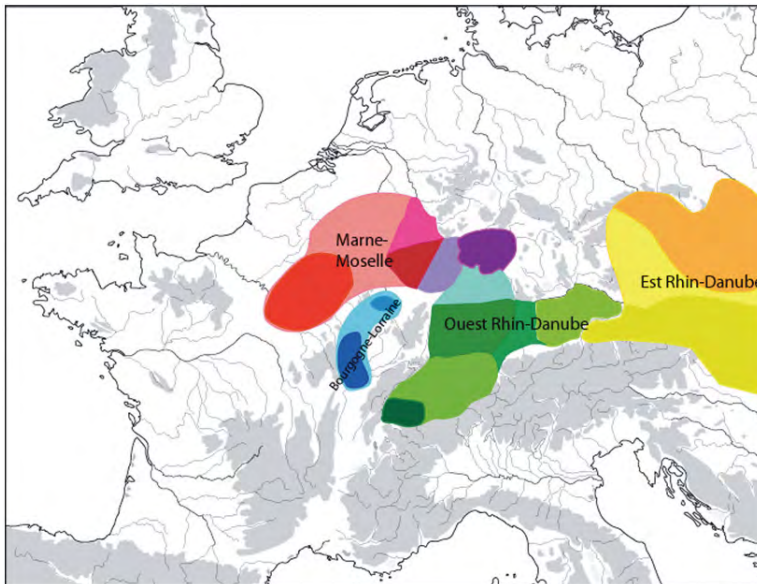 Marne-
Moselle
Bourgogne-Lorraine
Ouest Rhin-Danube
Est Rhin-Danube